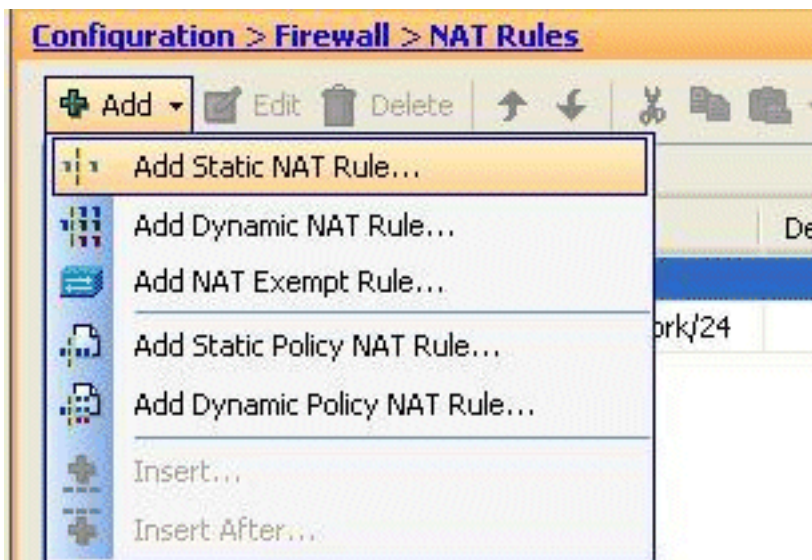 Configuration > Firewall > NAT Rules
Add Edit Delete
Add Static NAT Rule...
Add Dynamic NAT Rule... De
Add NAT Exempt Rule...
ork/24
Add Static Policy NAT Rule...
Add Dynamic Policy NAT Rule...
Insert...
Insert After...